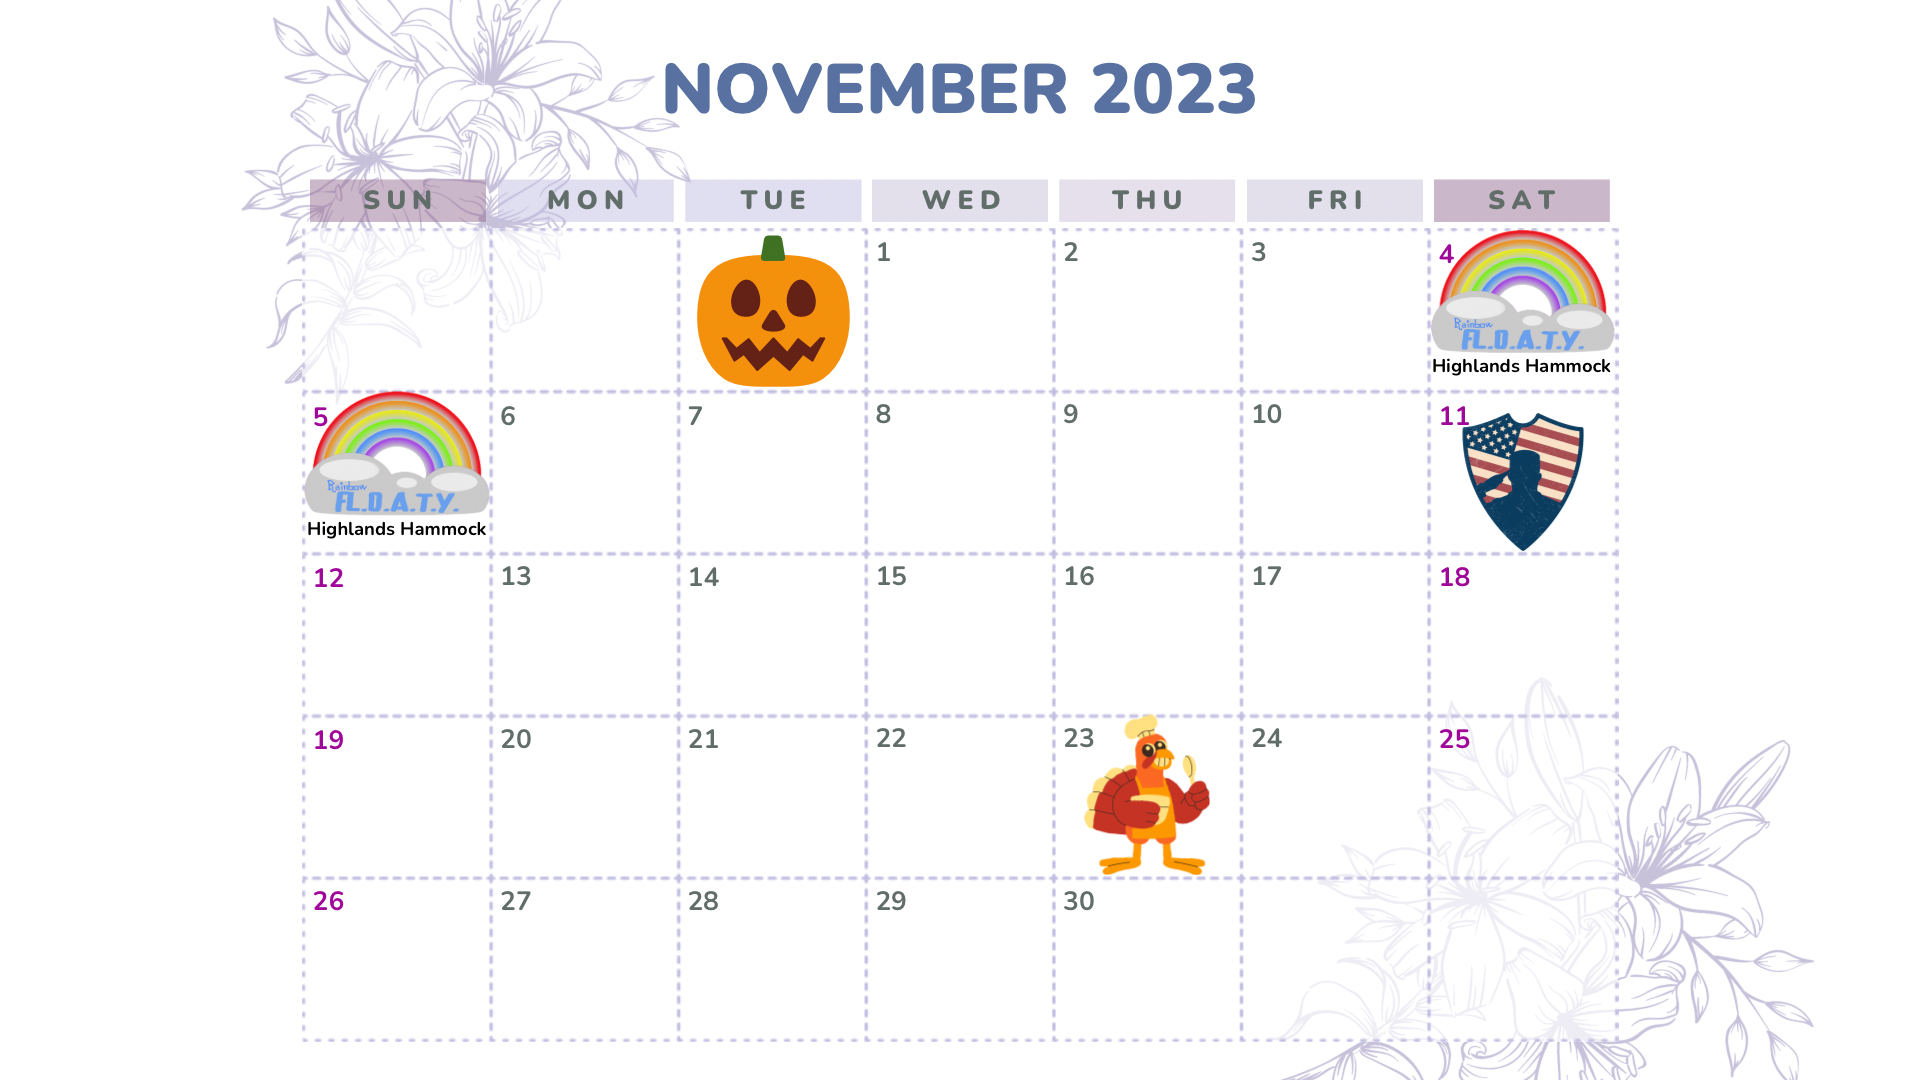 NOVEMBER 2023
SUN MON TUE WED THU FRI SAT
1 2 3 4
Rainbow
FL.O.A.T.Y.
Highlands Hammock
5 6 7 8 9 10 11
Rainbow
FL.O.A.T.Y.
Highlands Hammock
12 13 14 15 16 17 18
19 20 21 22 23 24 25
26 27 28 29 30